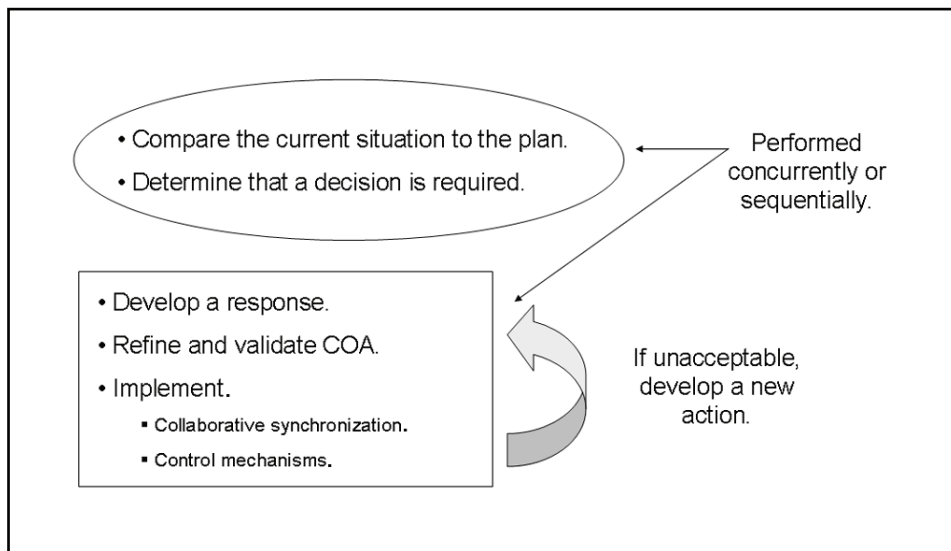 • Compare the current situation to the plan.
• Determine that a decision is required.
Performed
concurrently or
sequentially.
• Develop a response.
• Refine and validate COA.
• Implement.
▪ Collaborative synchronization.
▪ Control mechanisms.
If unacceptable,
develop a new
action.